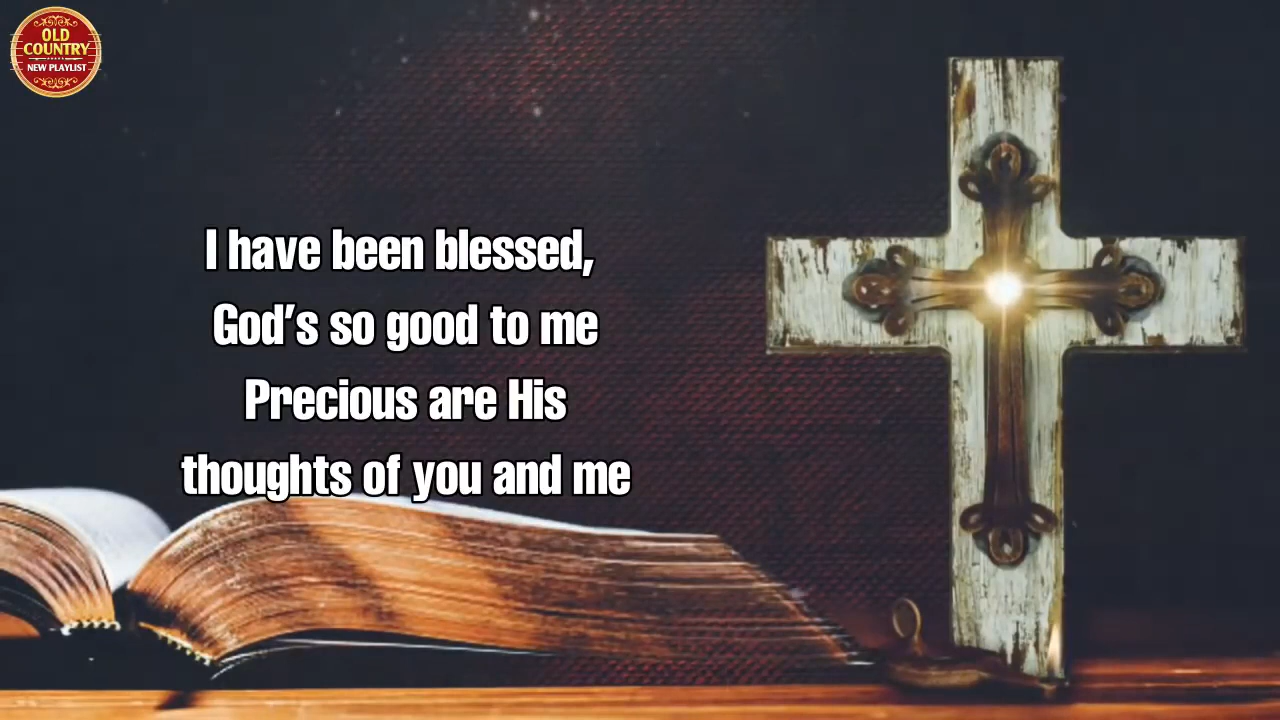 OLD
COUNTRY
NEW PLAYLIST
I have been blessed,
God's so good to me
Precious are His
thoughts of you and me